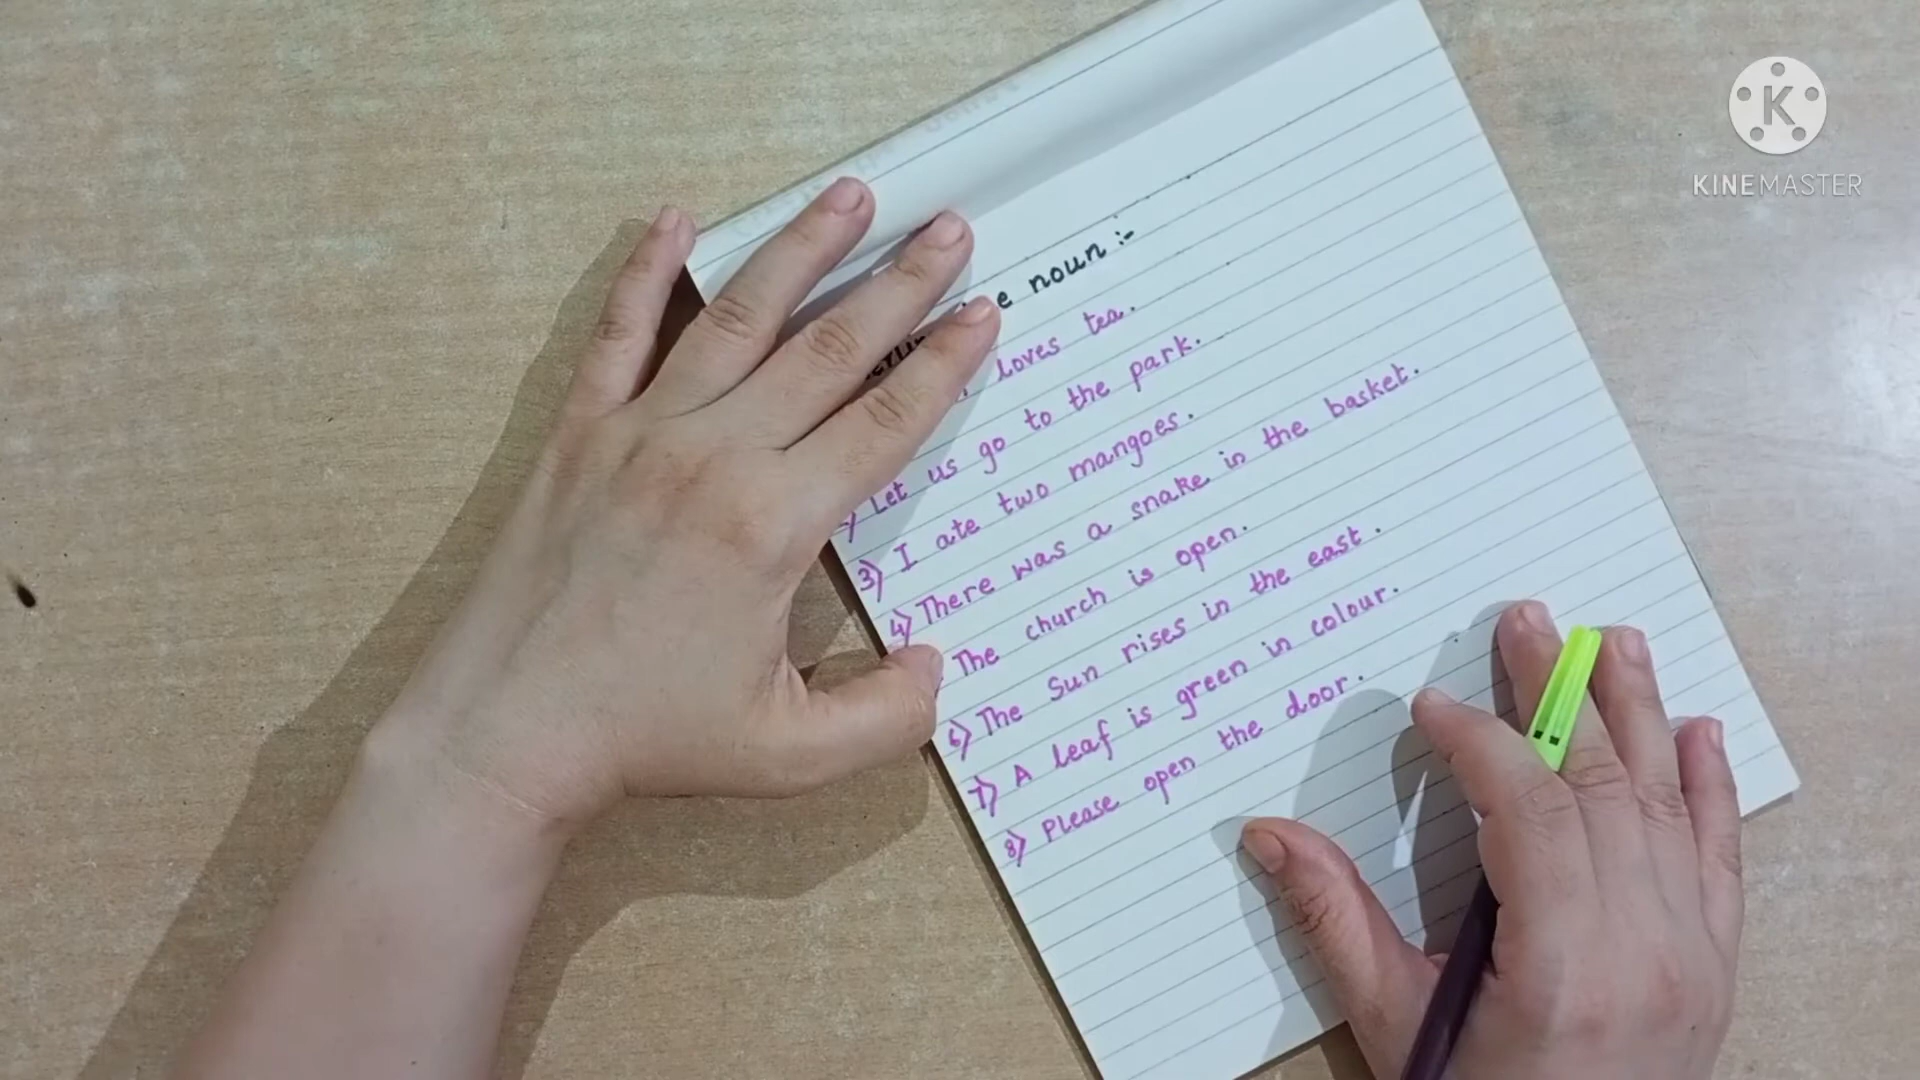 noun :-
loves tea.
Let us go to the park.
3) I ate two mangoes.
4) There was a snake in the basket.
The church is open.
6) The Sun rises in the east.
7) A leaf is green in colour.
8) Please open the door.
KINEMASTER